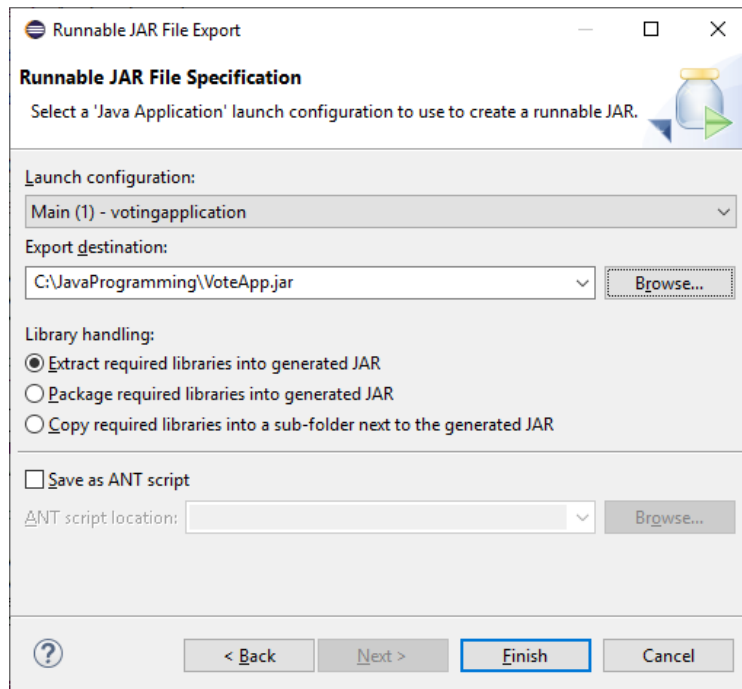 Runnable JAR File Export
Runnable JAR File Specification
Select a 'Java Application' launch configuration to use to create a runnable JAR.
Launch configuration:
Main (1) - votingapplication
Export destination:
C:\JavaProgramming\VoteApp.jar
Browse...
Library handling:
Extract required libraries into generated JAR
Package required libraries into generated JAR
Copy required libraries into a sub-folder next to the generated JAR
Save as ANT script
ANT script location:
Browse...
?
< Back
Next >
Finish
Cancel